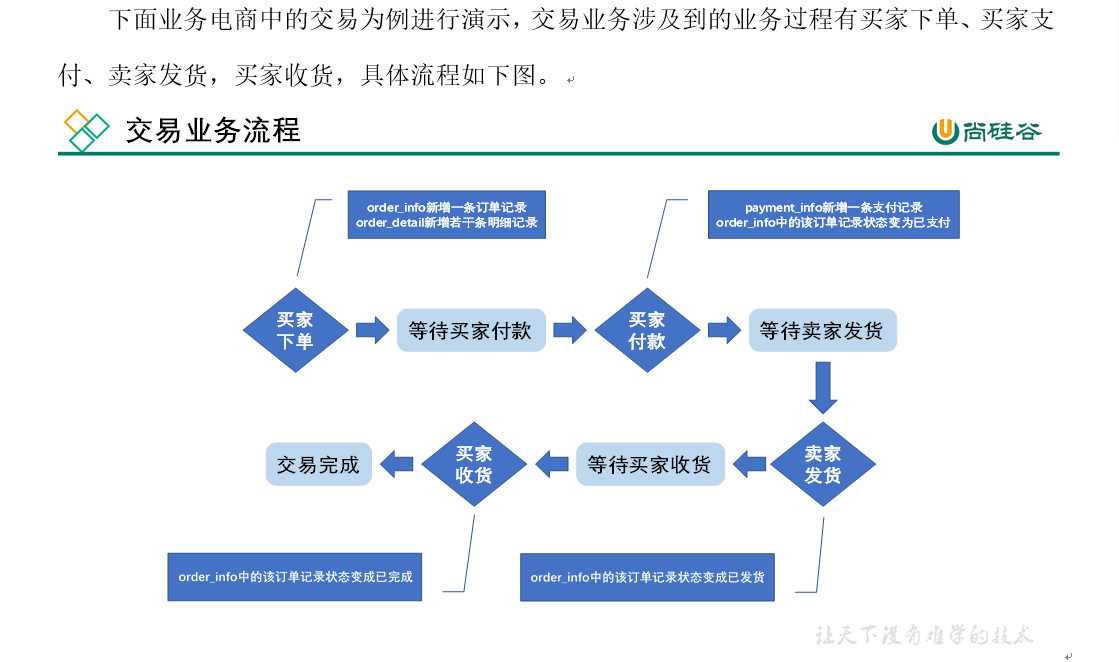 下面业务电商中的交易为例进行演示，交易业务涉及到的业务过程有买家下单、买家支
付、卖家发货，买家收货，具体流程如下图。
交易业务流程
尚硅谷
order_info新增一条订单记录
order_detail新增若干条明细记录
payment_info新增一条支付记录
order_info中的该订单记录状态变为已支付
买家
下单
等待买家付款
买家
付款
等待卖家发货
交易完成
买家
收货
等待买家收货
卖家
发货
order_info中的该订单记录状态变成已完成
order_info中的该订单记录状态变成已发货
让天下没有难学的技术